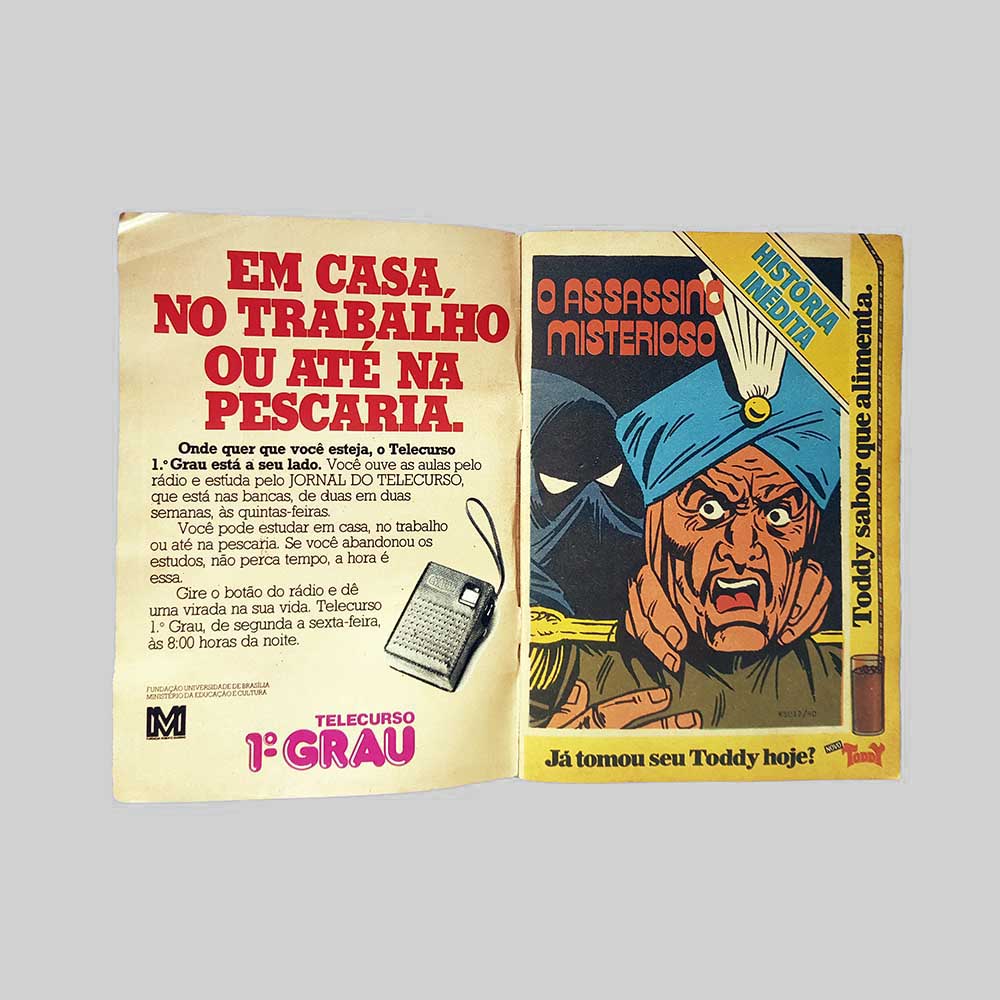 EM CASA,
NO TRABALHO
OU ATÉ NA
PESCARIA.
Onde quer que você esteja, o Telecurso
1.º Grau está a seu lado. Você ouve as aulas pelo
rádio e estuda pelo JORNAL DO TELECURSO,
que está nas bancas, de duas em duas
semanas, às quintas-feiras.
Você pode estudar em casa, no trabalho
ou até na pescaria. Se você abandonou os
estudos, não perca tempo, a hora é
essa.
Gire o botão do rádio e dê
uma virada na sua vida. Telecurso
1.º Grau, de segunda a sexta-feira,
às 8:00 horas da noite.
FUNDAÇÃO UNIVERSIDADE DE BRASÍLIA
MINISTÉRIO DA EDUCAÇÃO E CULTURA
FUNDAÇÃO ROBERTO MARINHO
TELECURSO
1º GRAU
O ASSASSINO
MISTERIOSO
HISTÓRIA
INÉDITA
Toddy sabor que alimenta.
Já tomou seu Toddy hoje?
NOVO
TODDY